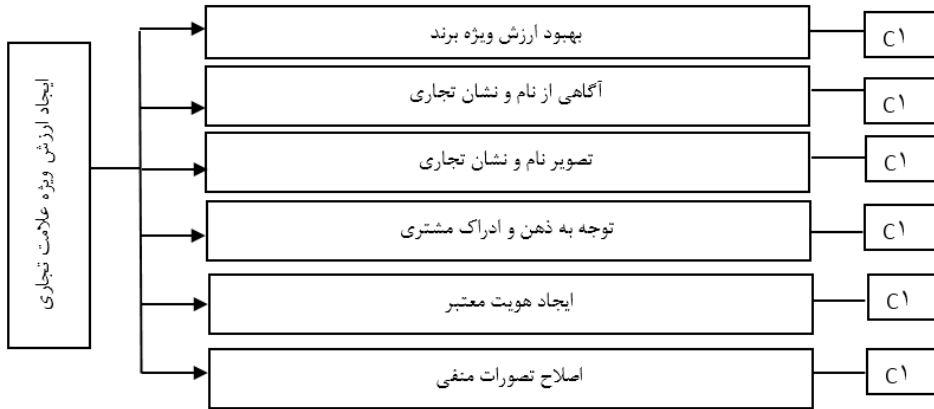 ایجاد ارزش ویژه علامت تجاری
بهبود ارزش ویژه برند
C۱
آگاهی از نام و نشان تجاری
C۱
تصویر نام و نشان تجاری
C۱
توجه به ذهن و ادراک مشتری
C۱
ایجاد هویت معتبر
C۱
اصلاح تصورات منفی
C۱